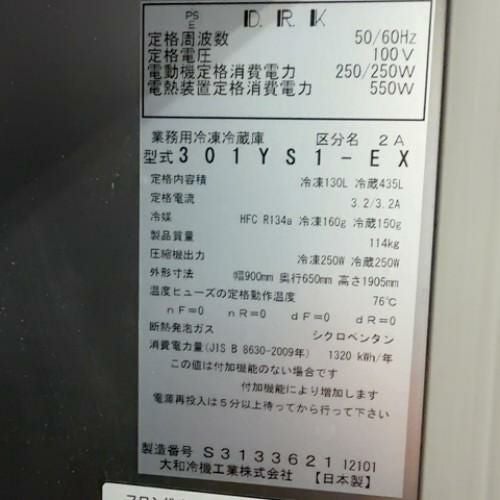 PS
E
D.R.K
定格周波数 50/60Hz
定格電圧 100V
電動機定格消費電力 250/250W
電熱装置定格消費電力 550W
業務用冷凍冷蔵庫 区分名 2A
型式 301YS1-EX
定格内容積 冷凍130L 冷蔵435L
定格電流 3.2/3.2A
冷媒 HFC R134a 冷凍160g 冷蔵150g
製品質量 114kg
圧縮機出力 冷凍250W 冷蔵250W
外形寸法 幅900mm 奥行650mm 高さ1905mm
温度ヒューズの定格動作温度 76℃
nF=0 nR=0 dF=0 dR=0
断熱発泡ガス シクロペンタン
消費電力量(JIS B 8630-2009年) 1320 kWh/年
この値は付加機能のない場合です
付加機能により増加します
電源再投入は5分以上待ってから行って下さい
製造番号 S3133621 12101
大和冷機工業株式会社 【日本製】